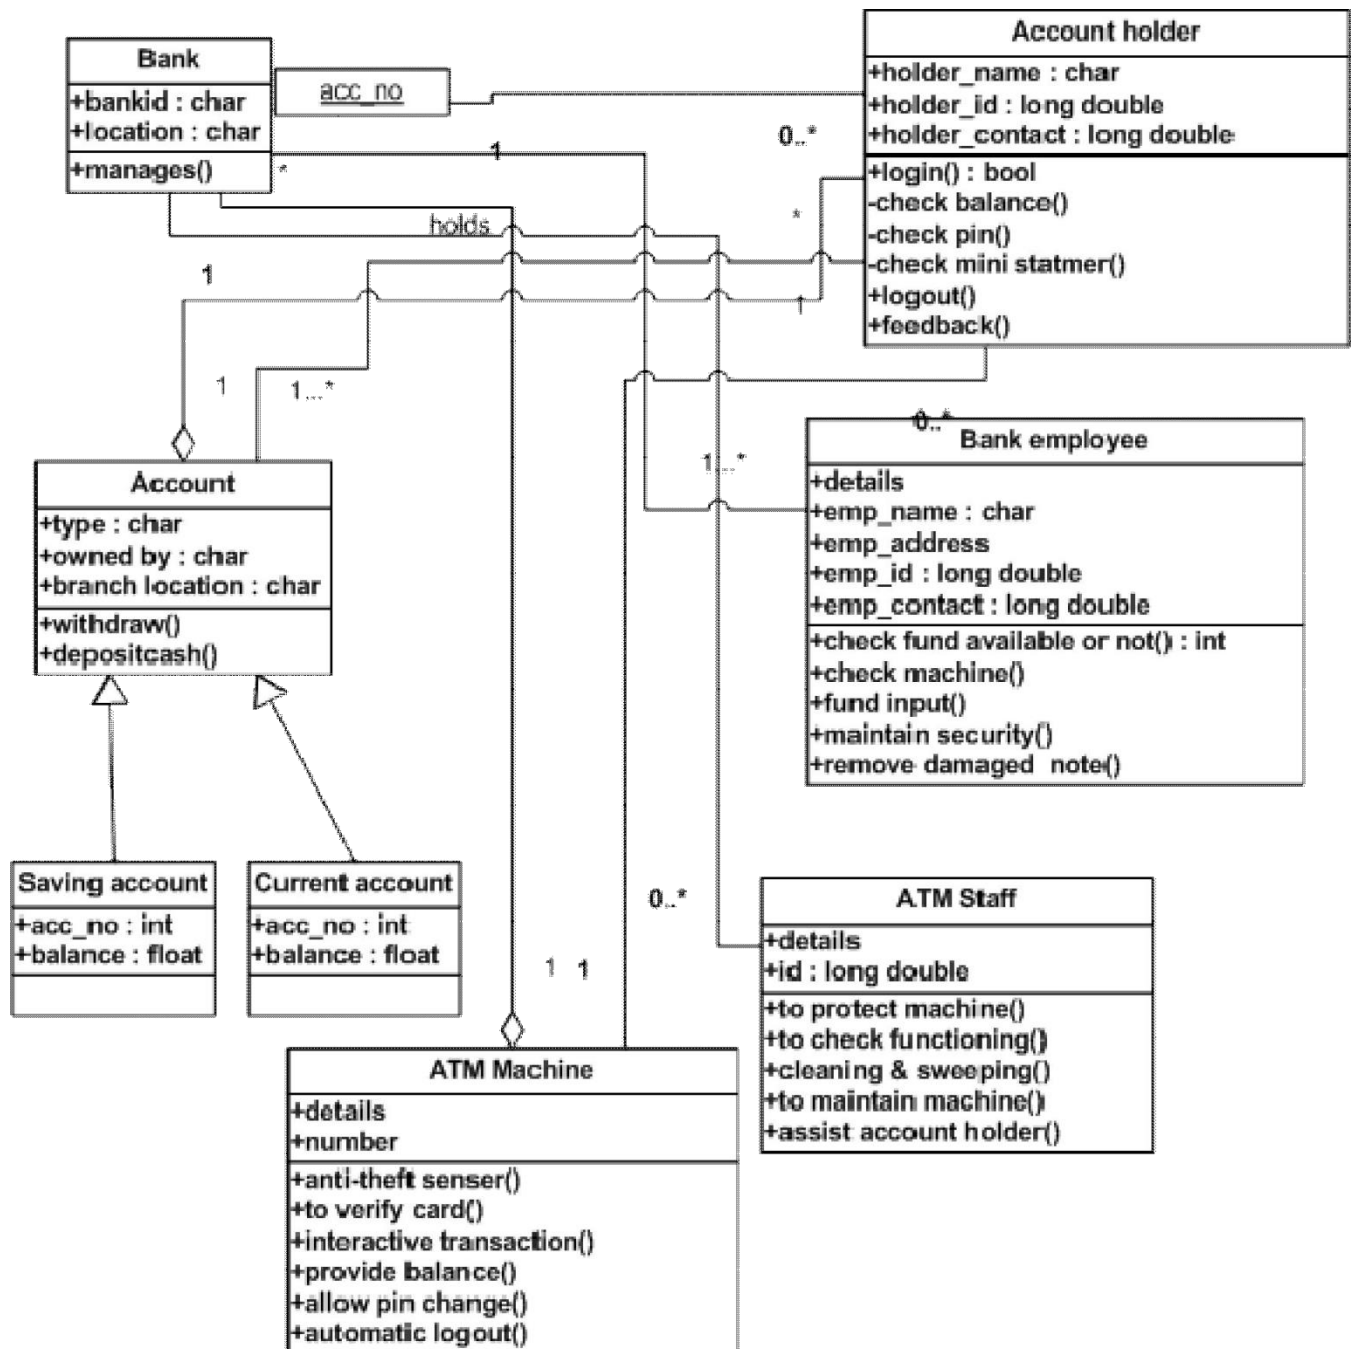 Bank
+bankid : char
+location : char
+manages()
acc_no
Account holder
+holder_name : char
+holder_id : long double
+holder_contact : long double
+login() : bool
-check balance()
-check pin()
-check mini statmer()
+logout()
+feedback()
1
0..*
*
holds
*
1
1
1
1...*
0..*
1...*
Account
+type : char
+owned by : char
+branch location : char
+withdraw()
+depositcash()
Bank employee
+details
+emp_name : char
+emp_address
+emp_id : long double
+emp_contact : long double
+check fund available or not() : int
+check machine()
+fund input()
+maintain security()
+remove damaged note()
Saving account
+acc_no : int
+balance : float
Current account
+acc_no : int
+balance : float
0..*
1
1
ATM Staff
+details
+id : long double
+to protect machine()
+to check functioning()
+cleaning & sweeping()
+to maintain machine()
+assist account holder()
ATM Machine
+details
+number
+anti-theft senser()
+to verify card()
+interactive transaction()
+provide balance()
+allow pin change()
+automatic logout()